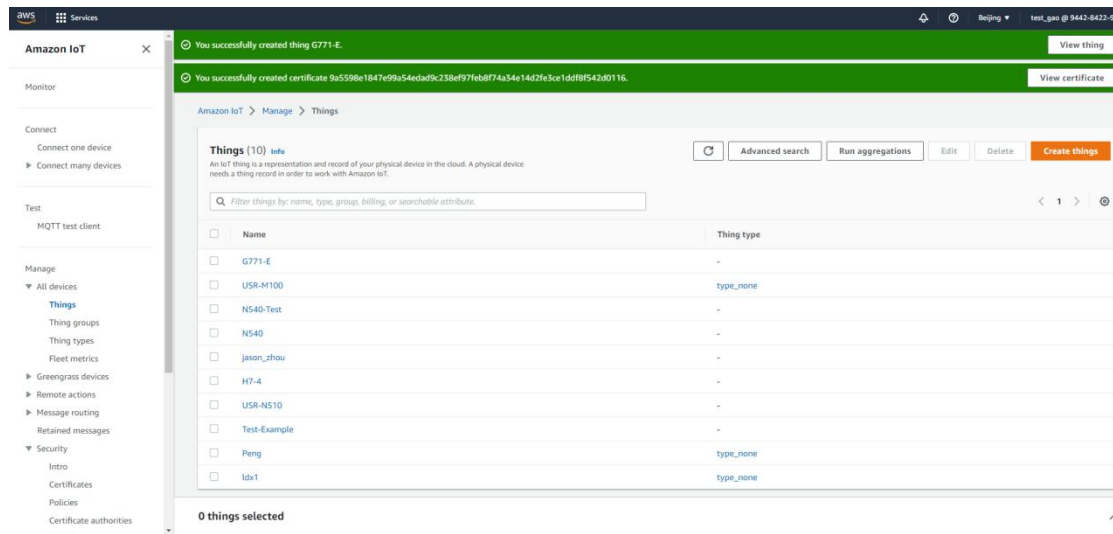 aws Services Beijing ▼ test_gao @ 9442-8422-9
Amazon IoT
You successfully created thing G771-E. View thing
You successfully created certificate 9a5598e1847e99a54edad9c238ef97feb8f74a34e14d2fe3ce1ddf8f542d0116. View certificate
Monitor
Connect
Connect one device
Connect many devices
Test
MQTT test client
Manage
All devices
Things
Thing groups
Thing types
Fleet metrics
Greengrass devices
Remote actions
Message routing
Retained messages
Security
Intro
Certificates
Policies
Certificate authorities
Amazon IoT > Manage > Things
Things (10) Info
An IoT thing is a representation and record of your physical device in the cloud. A physical device
needs a thing record in order to work with Amazon IoT.
Advanced search Run aggregations Edit Delete Create things
Filter things by: name, type, group, billing, or searchable attribute.
< 1 >
Name Thing type
G771-E -
USR-M100 type_none
N540-Test -
N540 -
jason_zhou -
H7-4 -
USR-N510 -
Test-Example -
Peng type_none
ldx1 type_none
0 things selected